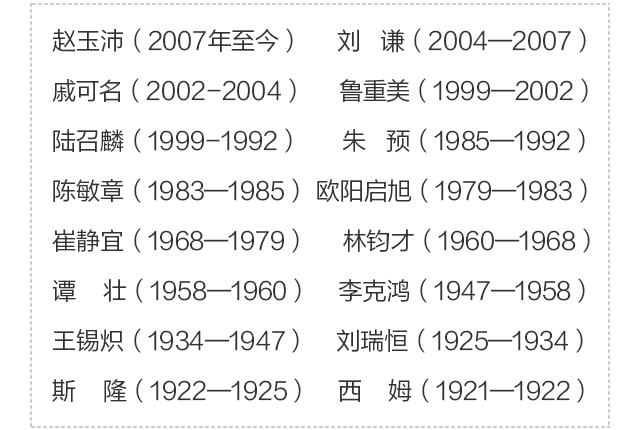 赵玉沛（2007年至今） 刘 谦（2004—2007）
戚可名（2002-2004） 鲁重美（1999—2002）
陆召麟（1999-1992） 朱 预（1985—1992）
陈敏章（1983—1985） 欧阳启旭（1979—1983）
崔静宜（1968—1979） 林钧才（1960—1968）
谭 壮（1958—1960） 李克鸿（1947—1958）
王锡炽（1934—1947） 刘瑞恒（1925—1934）
斯 隆（1922—1925） 西 姆（1921—1922）